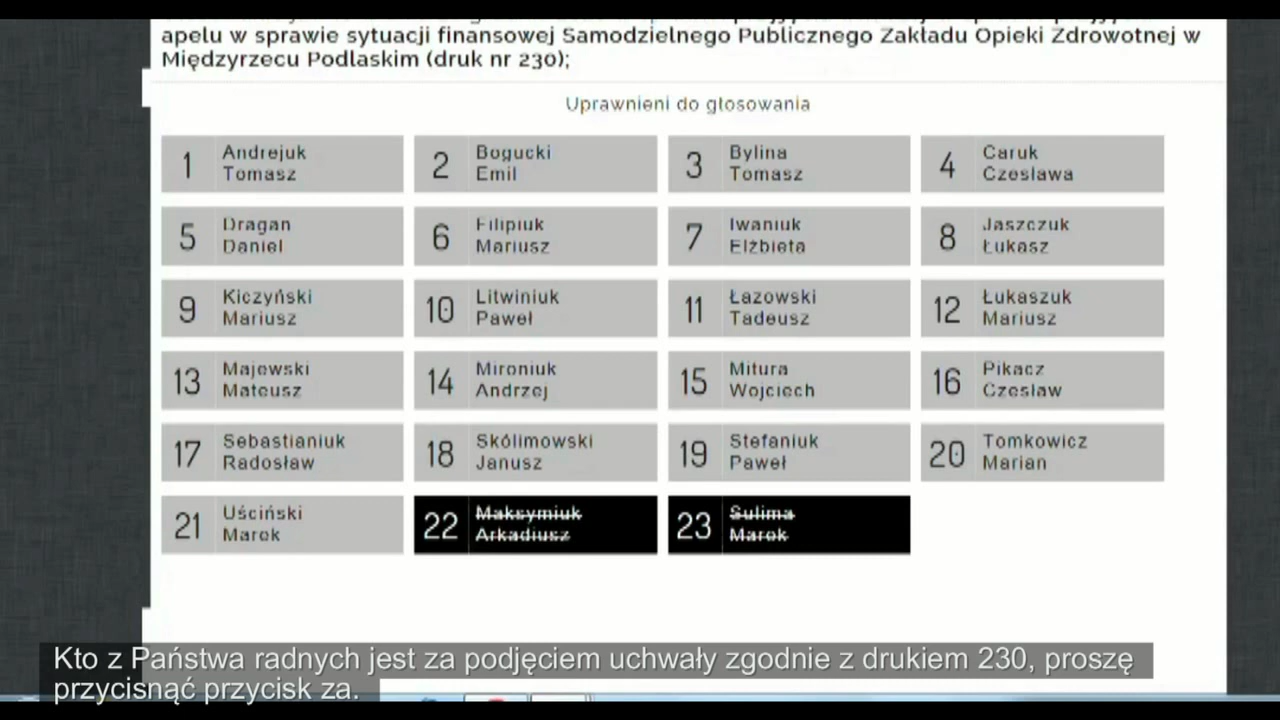 apelu w sprawie sytuacji finansowej Samodzielnego Publicznego Zakładu Opieki Zdrowotnej w
Międzyrzecu Podlaskim (druk nr 230);
Uprawnieni do głosowania
1 Andrejuk Tomasz
2 Bogucki Emil
3 Bylina Tomasz
4 Caruk Czesława
5 Dragan Daniel
6 Filipiuk Mariusz
7 Iwaniuk Elżbieta
8 Jaszczuk Łukasz
9 Kiczyński Mariusz
10 Litwiniuk Paweł
11 Łazowski Tadeusz
12 Łukaszuk Mariusz
13 Majewski Mateusz
14 Mironiuk Andrzej
15 Mitura Wojciech
16 Pikacz Czesław
17 Sebastianiuk Radosław
18 Skólimowski Janusz
19 Stefaniuk Paweł
20 Tomkowicz Marian
21 Uściński Marek
22 Maksymiuk Arkadiusz
23 Sulima Marek
Kto z Państwa radnych jest za podjęciem uchwały zgodnie z drukiem 230, proszę
przycisnąć przycisk za.